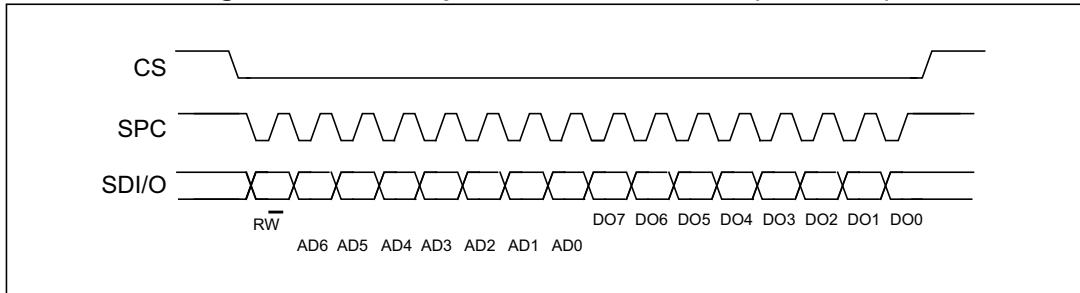 CS
SPC
SDI/O
RW
DO7 DO6 DO5 DO4 DO3 DO2 DO1 DO0
AD6 AD5 AD4 AD3 AD2 AD1 AD0